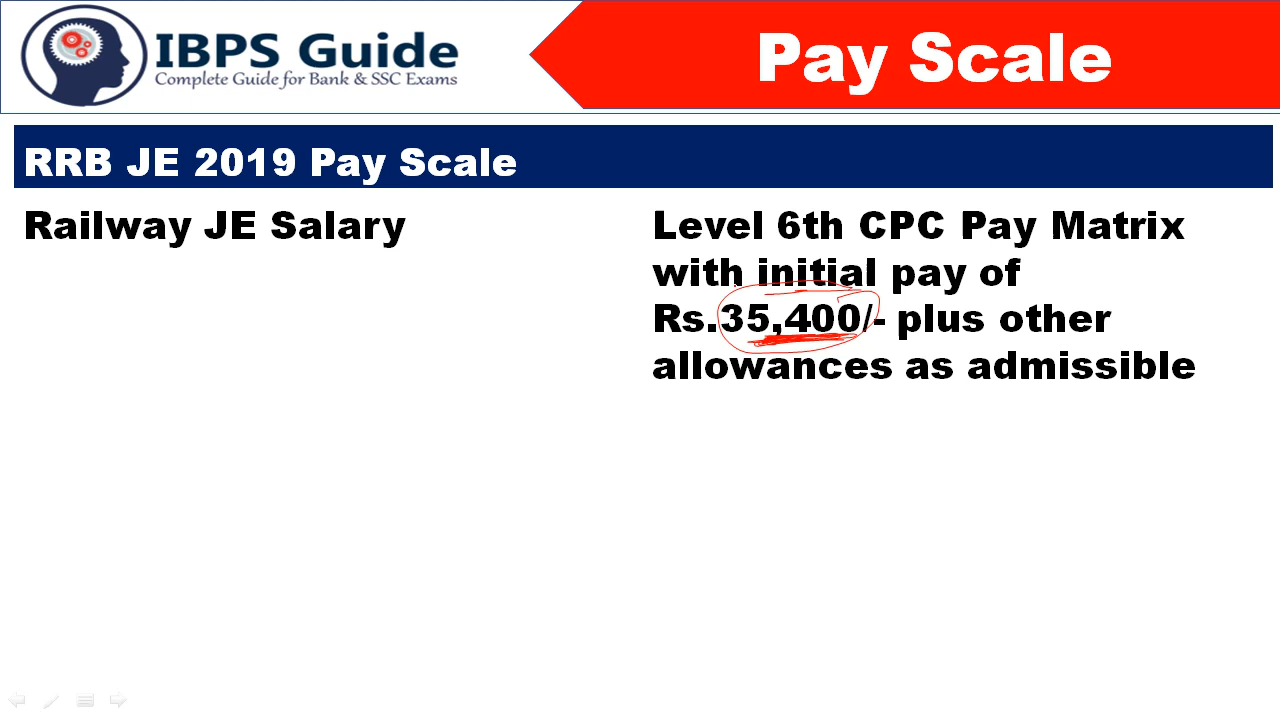 IBPS Guide
Complete Guide for Bank & SSC Exams
Pay Scale
RRB JE 2019 Pay Scale
Railway JE Salary
Level 6th CPC Pay Matrix
with initial pay of
Rs.35,400/- plus other
allowances as admissible